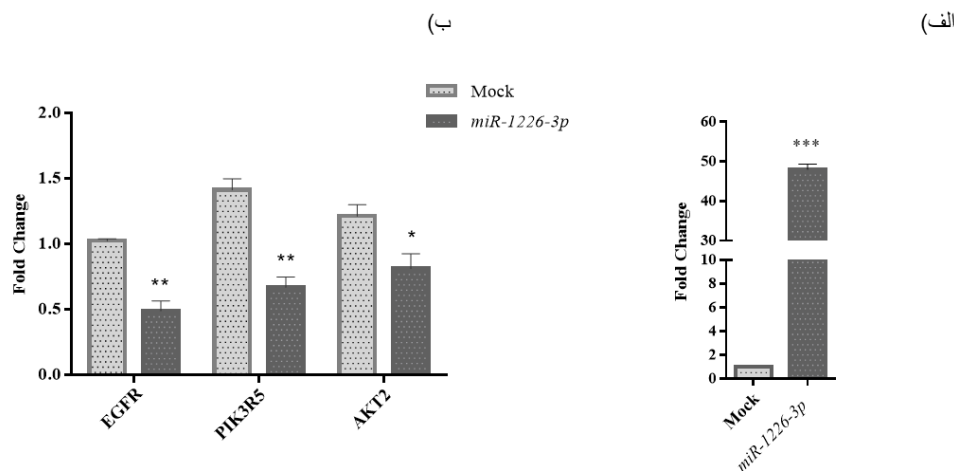 الف)
ب)
Mock
miR-1226-3p
Fold Change
2.0
1.5
1.0
0.5
0.0
**
**
*
EGFR
PIK3R5
AKT2
Fold Change
60
50
40
30
10
8
6
4
2
0
***
Mock
miR-1226-3p